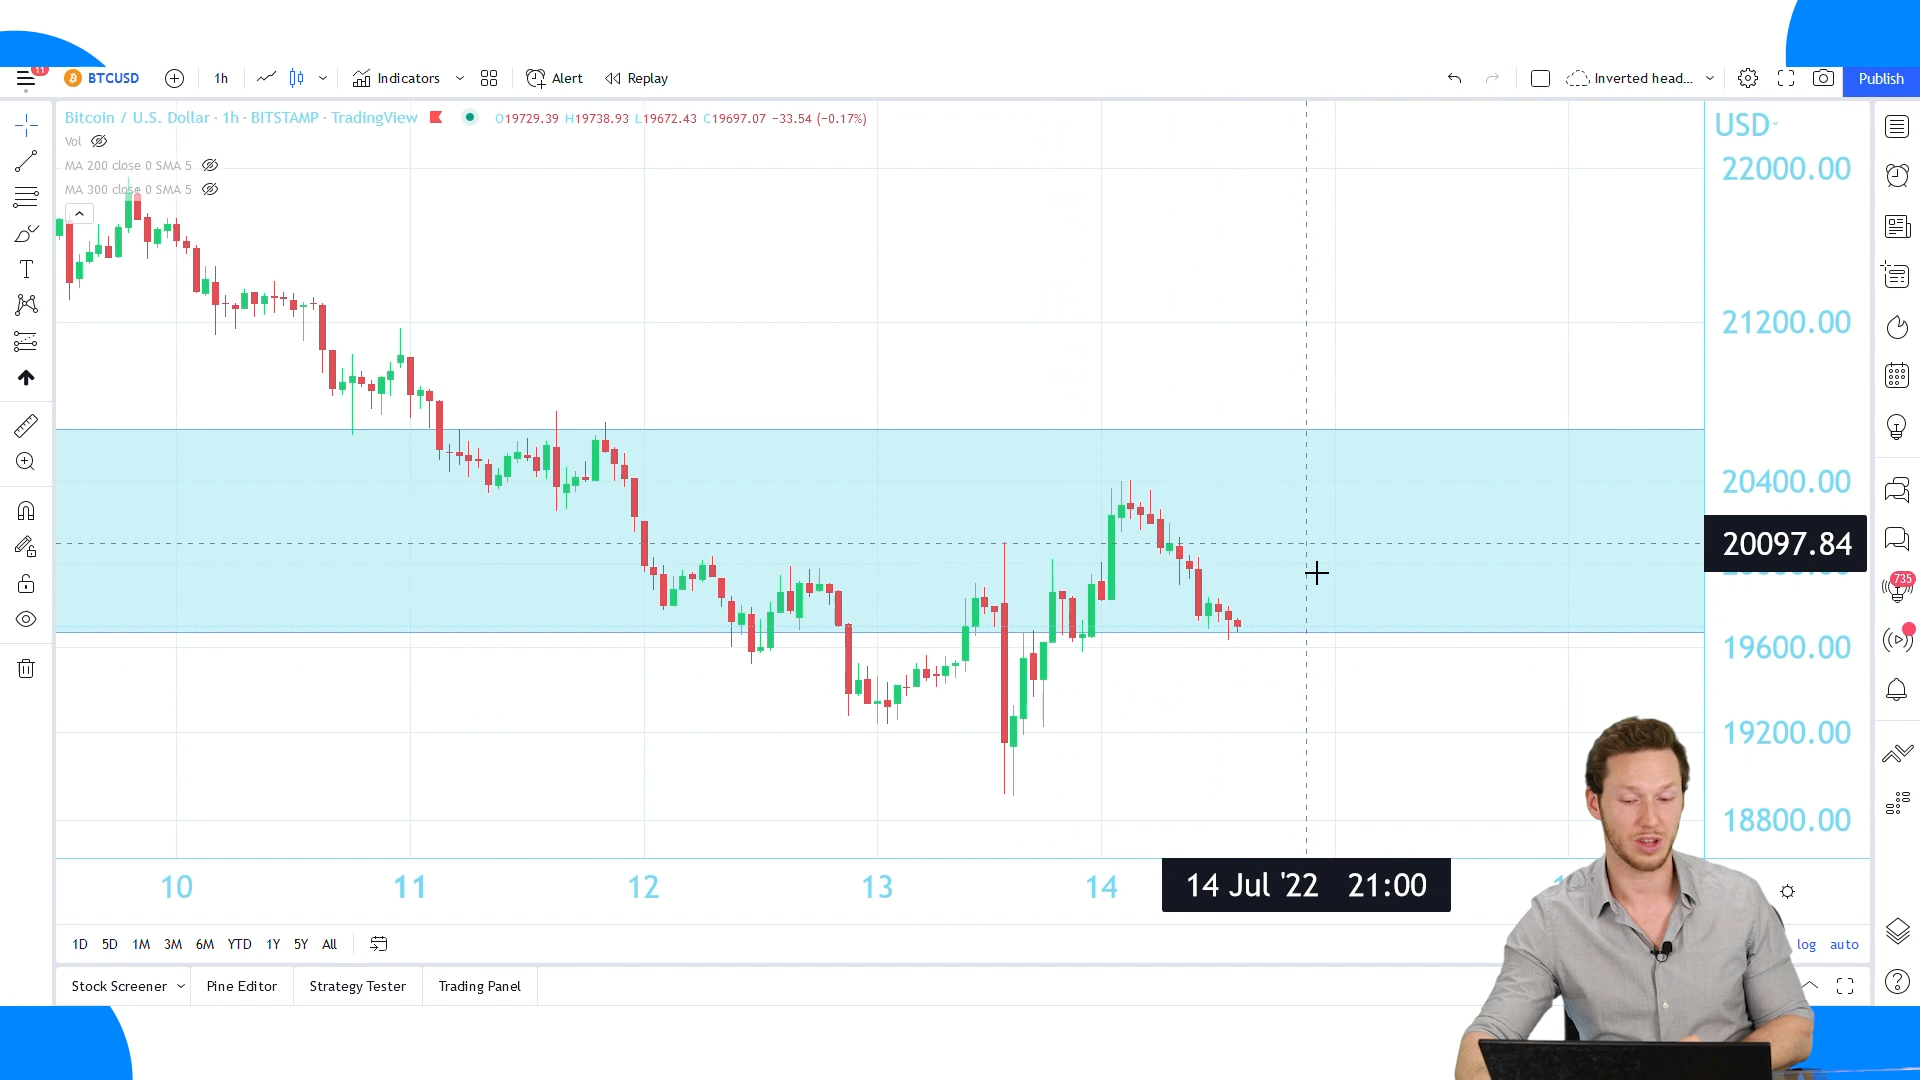 11
BTCUSD
1h
Indicators
Alert
Replay
Inverted head...
Publish
Bitcoin / U.S. Dollar · 1h · BITSTAMP · TradingView
O19729.39 H19738.93 L19672.43 C19697.07 −33.54 (−0.17%)
Vol
MA 200 close 0 SMA 5
MA 300 close 0 SMA 5
USD
22000.00
21200.00
20400.00
20097.84
19600.00
19200.00
18800.00
735
10
11
12
13
14
14 Jul '22 21:00
1D 5D 1M 3M 6M YTD 1Y 5Y All
log auto
Stock Screener
Pine Editor
Strategy Tester
Trading Panel